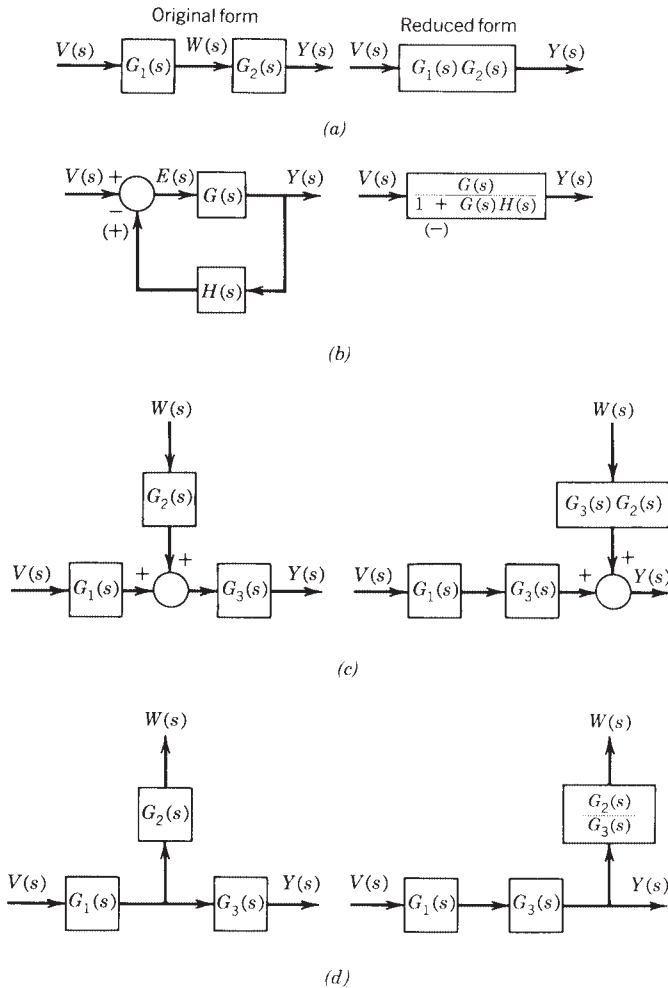 Original form Reduced form
V(s) G₁(s) W(s) G₂(s) Y(s) V(s) G₁(s)G₂(s) Y(s)
(a)
V(s) + E(s) G(s) Y(s) V(s) G(s) Y(s)
− 1 + G(s)H(s)
(+) (−)
H(s)
(b)
W(s) W(s)
G₂(s) G₃(s)G₂(s)
+ +
V(s) G₁(s) + G₃(s) Y(s) V(s) G₁(s) G₃(s) + Y(s)
(c)
W(s) W(s)
G₂(s) G₂(s)
G₃(s)
V(s) G₁(s) G₃(s) Y(s) V(s) G₁(s) G₃(s) Y(s)
(d)